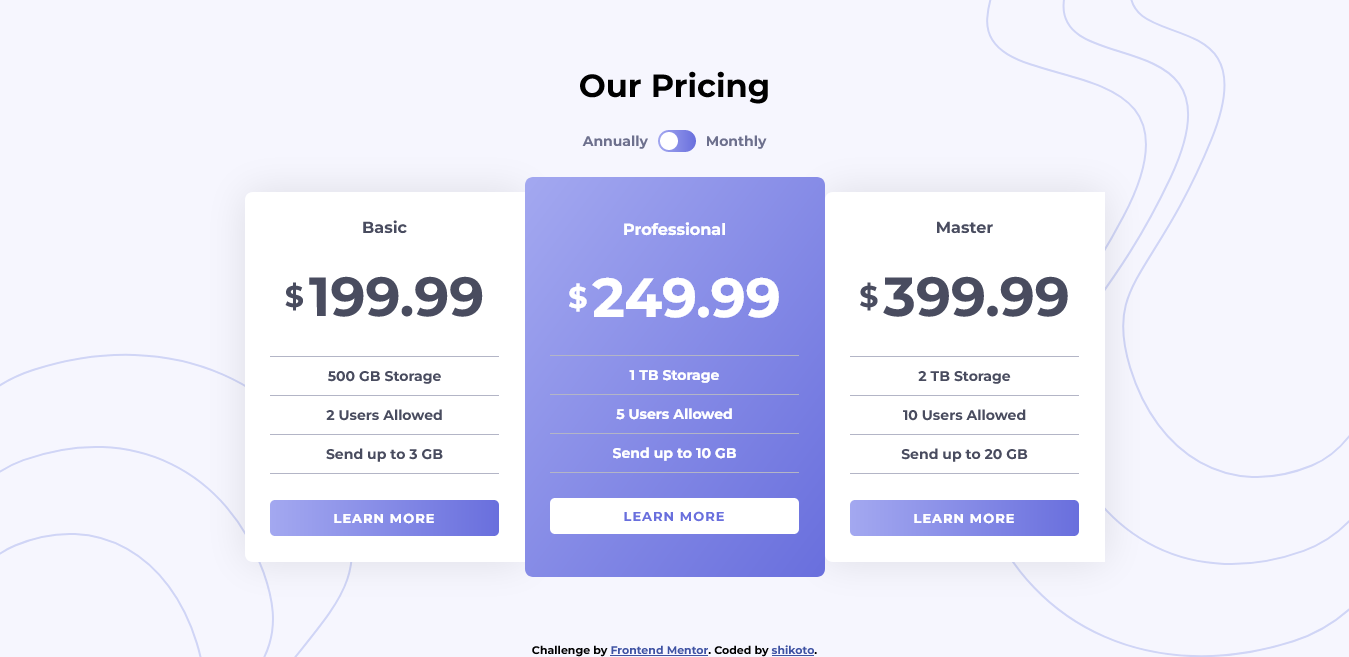 Our Pricing
Annually Monthly
Basic
$199.99
500 GB Storage
2 Users Allowed
Send up to 3 GB
LEARN MORE
Professional
$249.99
1 TB Storage
5 Users Allowed
Send up to 10 GB
LEARN MORE
Master
$399.99
2 TB Storage
10 Users Allowed
Send up to 20 GB
LEARN MORE
Challenge by Frontend Mentor. Coded by shikoto.